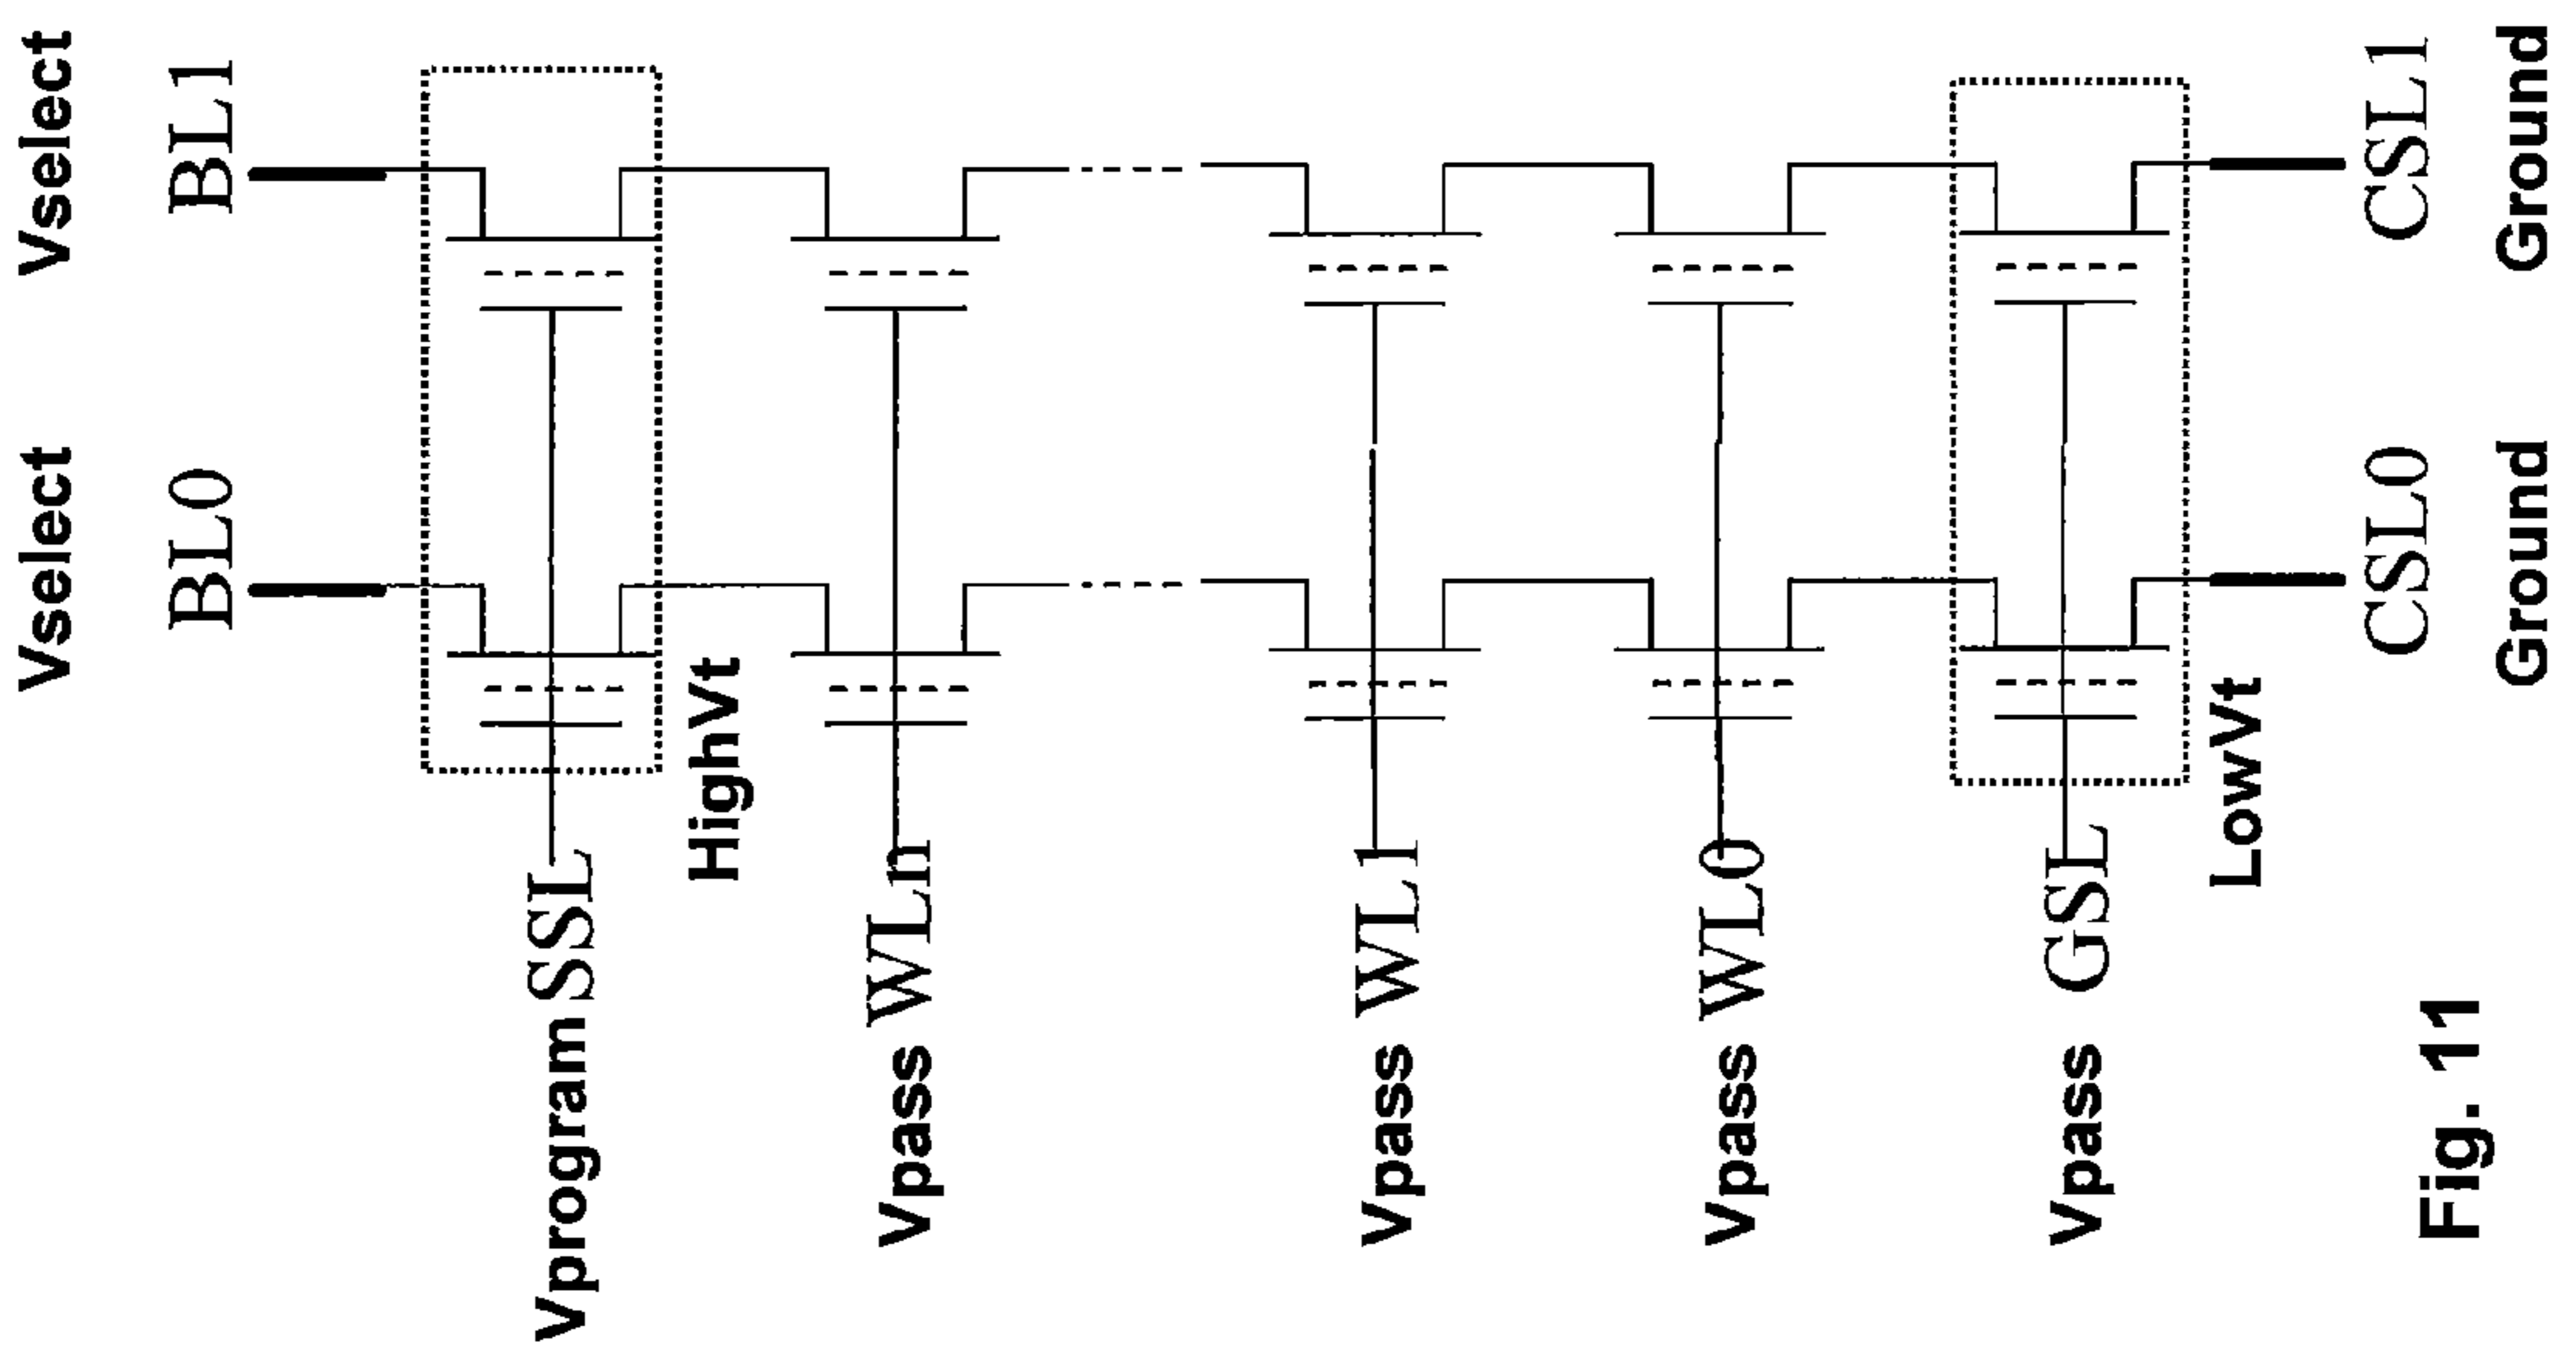 Vselect Vselect
BL0 BL1
Vprogram SSL
HighVt
Vpass WLn
Vpass WL1
Vpass WL0
Vpass GSL
LowVt
CSL0 CSL1
Ground Ground
Fig. 11